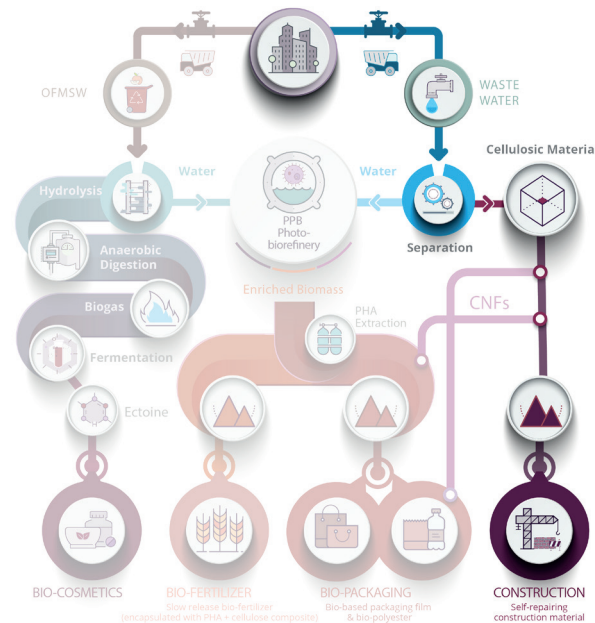 OFMSW
WASTE
WATER
Cellulosic Materia
Hydrolysis
Water
Water
PPB
Photo-
biorefinery
Separation
Anaerobic
Digestion
Enriched Biomass
Biogas
PHA
Extraction
CNFs
Fermentation
Ectoine
BIO-COSMETICS
BIO-FERTILIZER
Slow release bio-fertilizer
(encapsulated with PHA + cellulose composite)
BIO-PACKAGING
Bio-based packaging film
& bio-polyester
CONSTRUCTION
Self-repairing
construction material